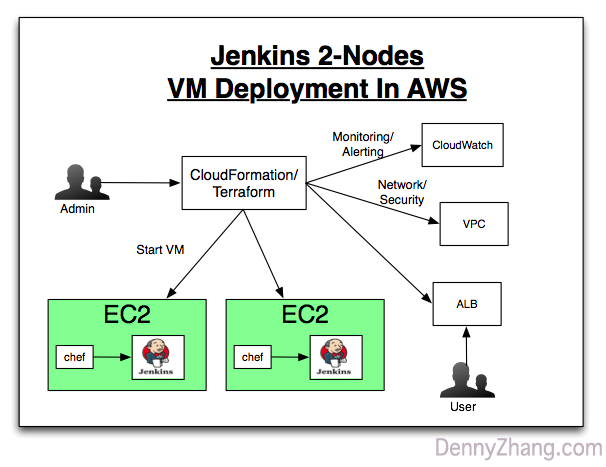 Jenkins 2-Nodes
VM Deployment In AWS
Monitoring/
Alerting
CloudWatch
CloudFormation/
Terraform
Network/
Security
Admin
VPC
Start VM
ALB
EC2
EC2
chef
Jenkins
chef
Jenkins
User
DennyZhang.com